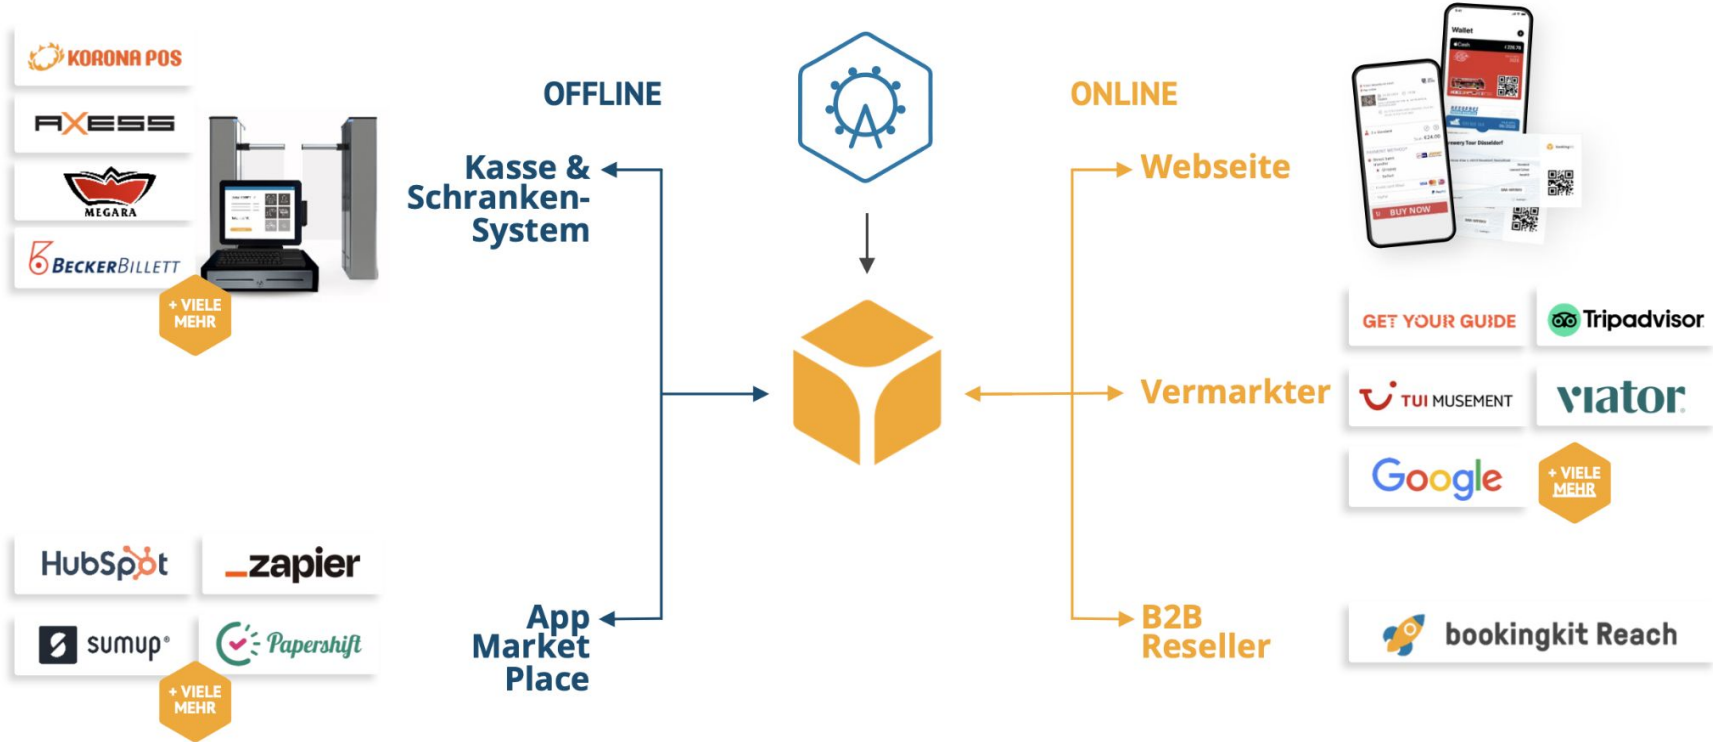 KORONA POS
AXESS
MEGARA
BECKERBILLETT
+ VIELE
MEHR
OFFLINE
Kasse &
Schranken-
System
ONLINE
Webseite
Wallet
Cash
BUY NOW
GET YOUR GUIDE
Tripadvisor
Vermarkter
TUI MUSEMENT
viator
Google
+ VIELE
MEHR
HubSpot
zapier
sumup®
Papershift
+ VIELE
MEHR
App
Market
Place
B2B
Reseller
bookingkit Reach